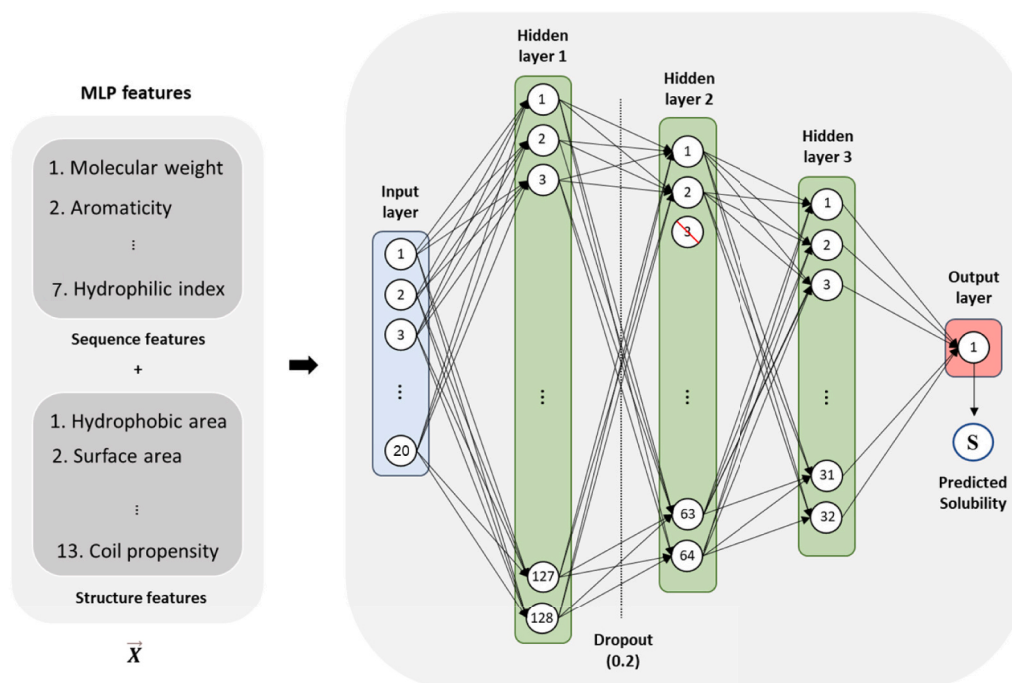 MLP features
1. Molecular weight
2. Aromaticity
⋮
7. Hydrophilic index
Sequence features
+
1. Hydrophobic area
2. Surface area
⋮
13. Coil propensity
Structure features
X
Input
layer
1
2
3
⋮
20
Hidden
layer 1
1
2
3
⋮
127
128
Dropout
(0.2)
Hidden
layer 2
1
2
3
⋮
63
64
Hidden
layer 3
1
2
3
⋮
31
32
Output
layer
1
S
Predicted
Solubility